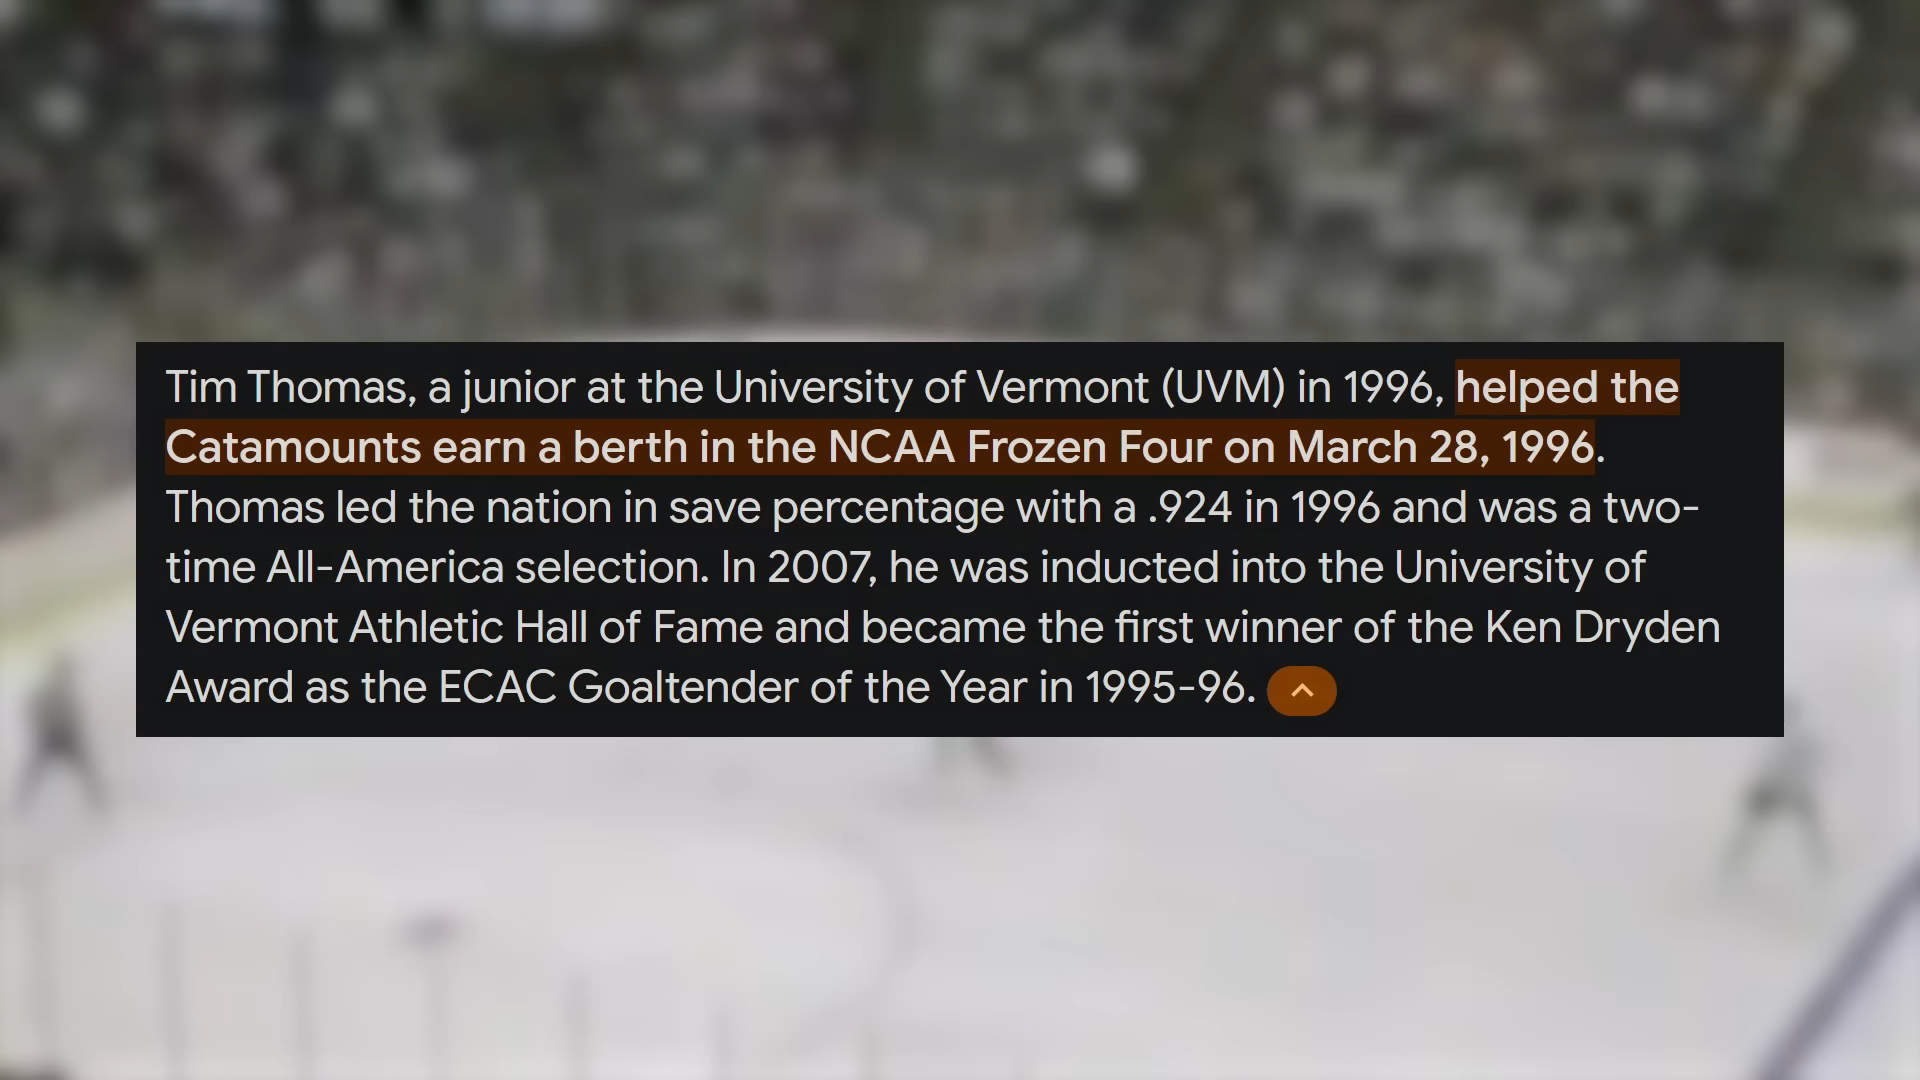 Tim Thomas, a junior at the University of Vermont (UVM) in 1996, helped the
Catamounts earn a berth in the NCAA Frozen Four on March 28, 1996.
Thomas led the nation in save percentage with a .924 in 1996 and was a two-
time All-America selection. In 2007, he was inducted into the University of
Vermont Athletic Hall of Fame and became the first winner of the Ken Dryden
Award as the ECAC Goaltender of the Year in 1995-96.